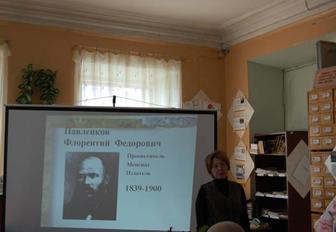 Павленков
Флорентий Федорович
Просветитель
Меценат
Издатель
1839-1900